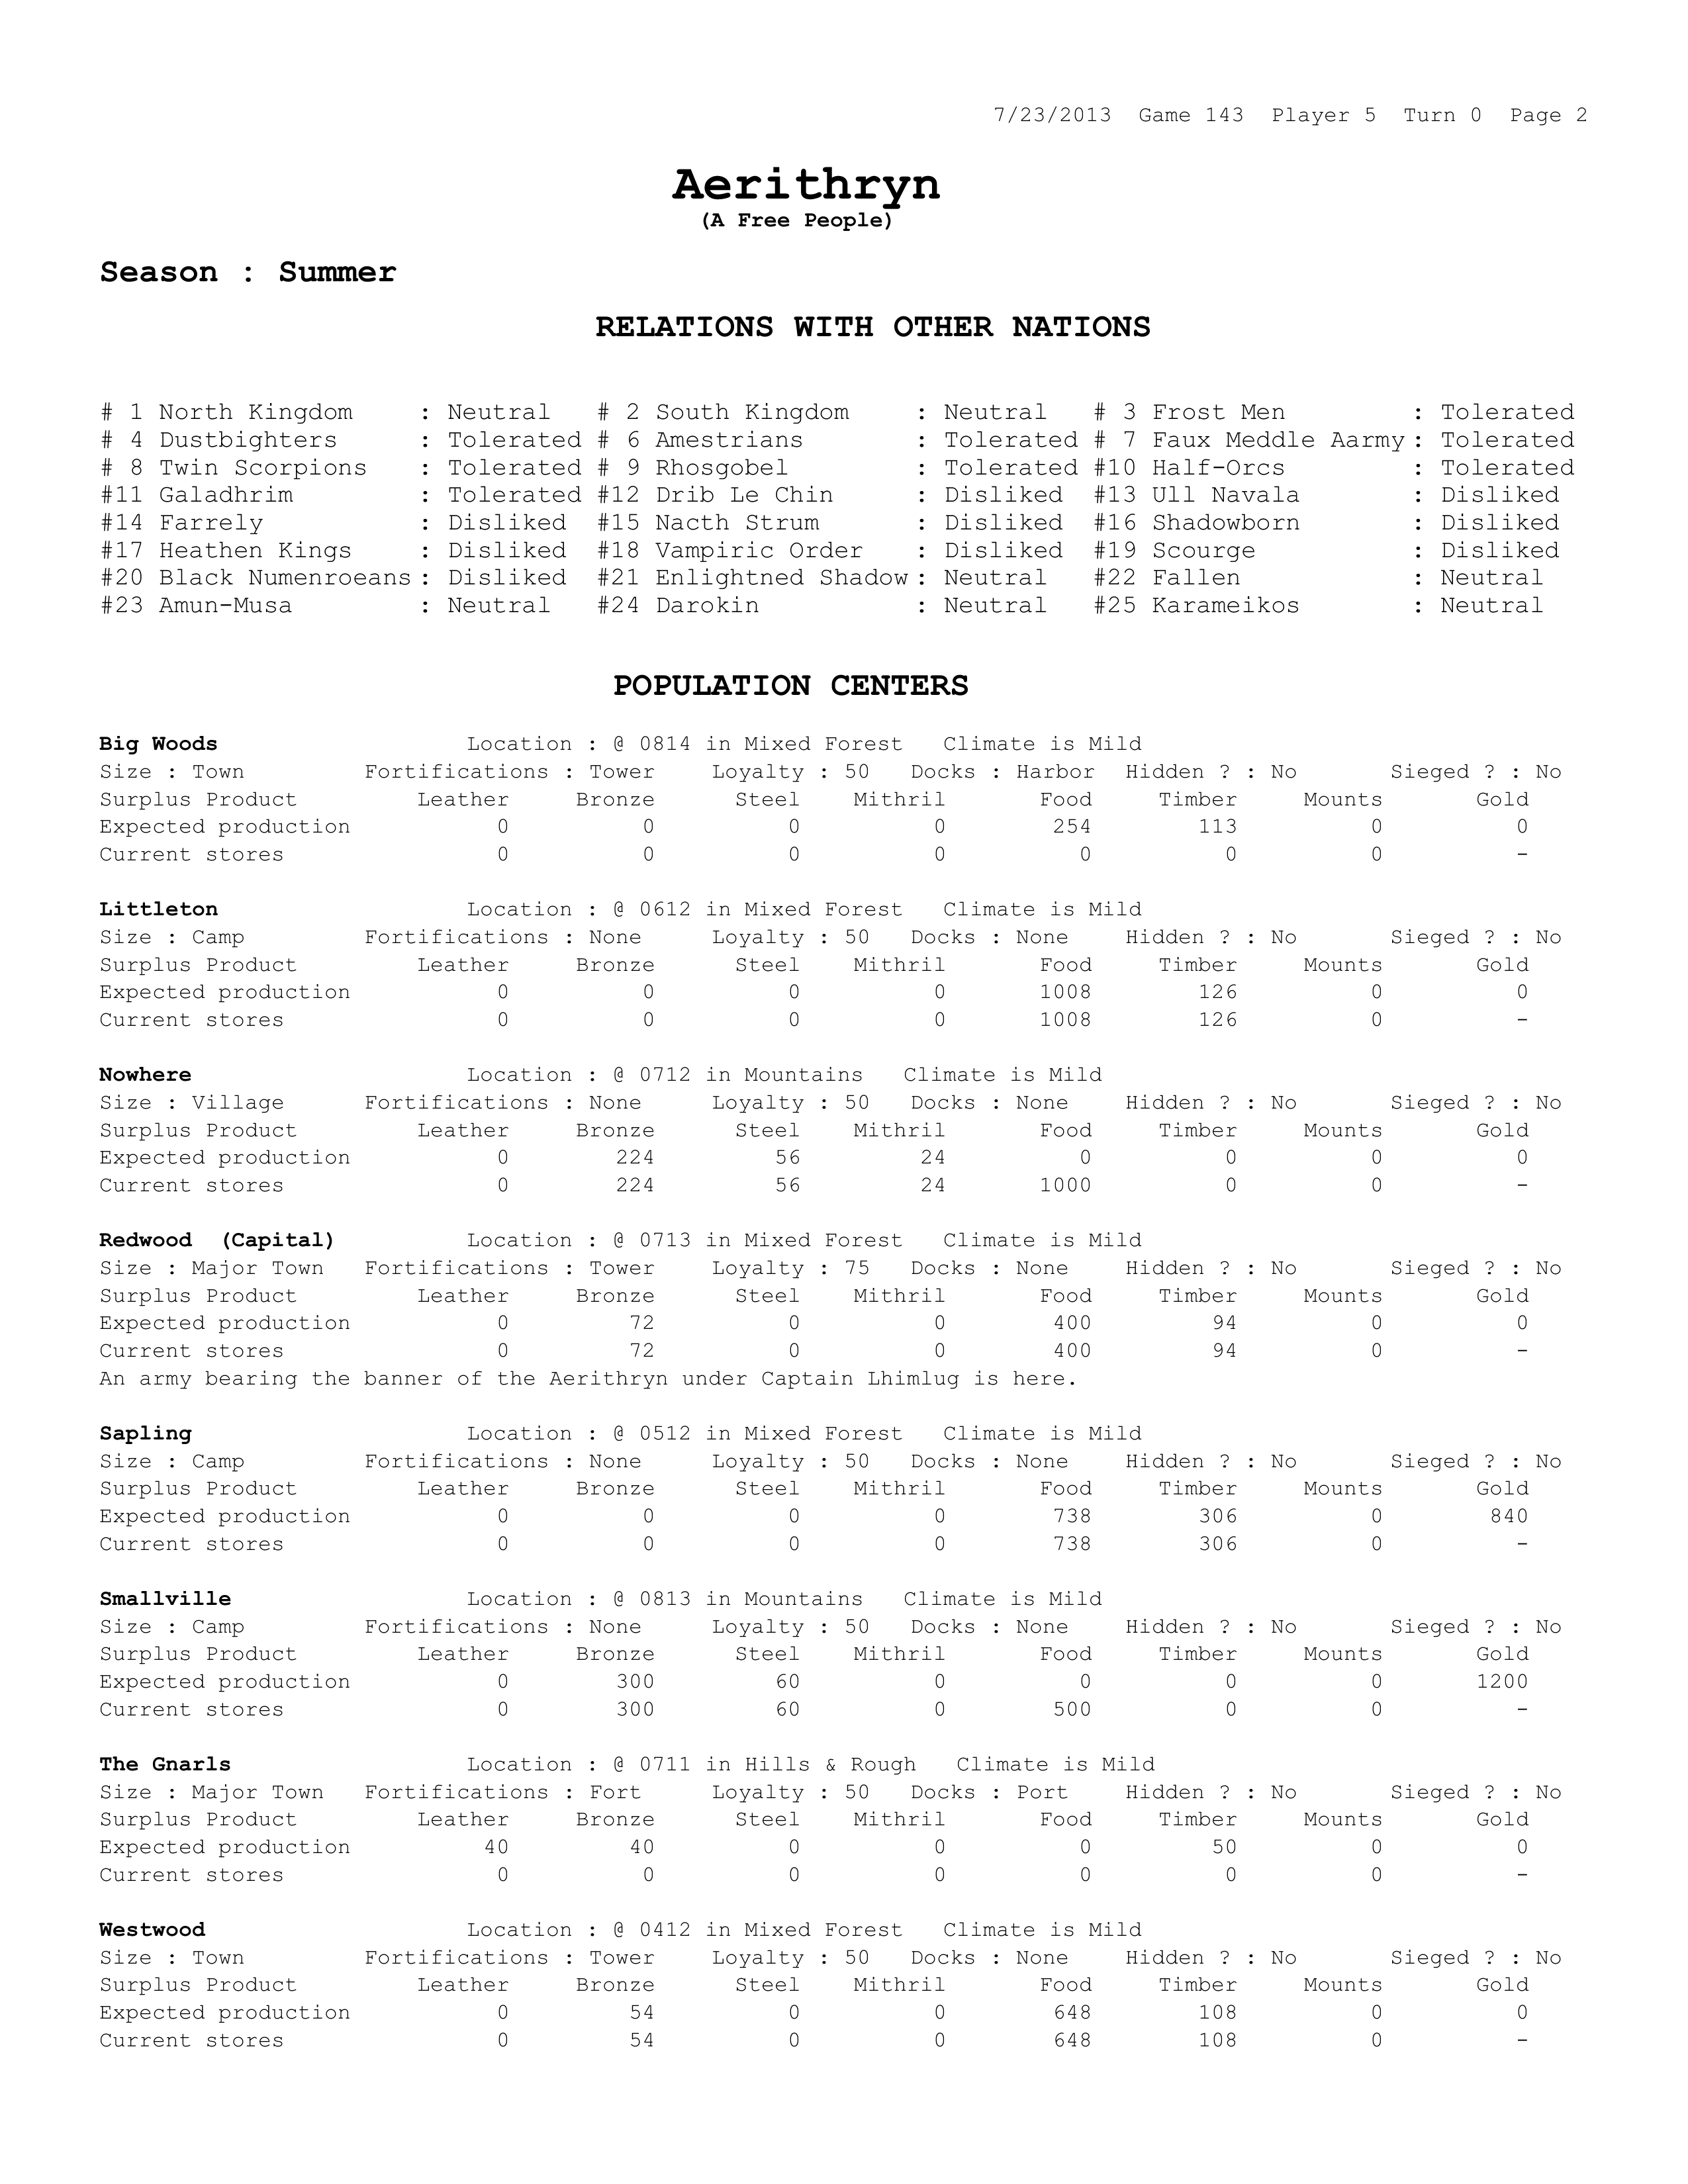 7/23/2013  Game 143  Player 5  Turn 0  Page 2
Aerithryn
(A Free People)
Season : Summer
RELATIONS WITH OTHER NATIONS
# 1 North Kingdom : Neutral # 2 South Kingdom : Neutral # 3 Frost Men : Tolerated
# 4 Dustbighters : Tolerated # 6 Amestrians : Tolerated # 7 Faux Meddle Aarmy : Tolerated
# 8 Twin Scorpions : Tolerated # 9 Rhosgobel : Tolerated #10 Half-Orcs : Tolerated
#11 Galadhrim : Tolerated #12 Drib Le Chin : Disliked #13 Ull Navala : Disliked
#14 Farrely : Disliked #15 Nacth Strum : Disliked #16 Shadowborn : Disliked
#17 Heathen Kings : Disliked #18 Vampiric Order : Disliked #19 Scourge : Disliked
#20 Black Numenroeans : Disliked #21 Enlightned Shadow : Neutral #22 Fallen : Neutral
#23 Amun-Musa : Neutral #24 Darokin : Neutral #25 Karameikos : Neutral
POPULATION CENTERS
Big Woods Location : @ 0814 in Mixed Forest Climate is Mild
Size : Town Fortifications : Tower Loyalty : 50 Docks : Harbor Hidden ? : No Sieged ? : No
Surplus Product Leather Bronze Steel Mithril Food Timber Mounts Gold
Expected production 0 0 0 0 254 113 0 0
Current stores 0 0 0 0 0 0 0 -
Littleton Location : @ 0612 in Mixed Forest Climate is Mild
Size : Camp Fortifications : None Loyalty : 50 Docks : None Hidden ? : No Sieged ? : No
Surplus Product Leather Bronze Steel Mithril Food Timber Mounts Gold
Expected production 0 0 0 0 1008 126 0 0
Current stores 0 0 0 0 1008 126 0 -
Nowhere Location : @ 0712 in Mountains Climate is Mild
Size : Village Fortifications : None Loyalty : 50 Docks : None Hidden ? : No Sieged ? : No
Surplus Product Leather Bronze Steel Mithril Food Timber Mounts Gold
Expected production 0 224 56 24 0 0 0 0
Current stores 0 224 56 24 1000 0 0 -
Redwood (Capital) Location : @ 0713 in Mixed Forest Climate is Mild
Size : Major Town Fortifications : Tower Loyalty : 75 Docks : None Hidden ? : No Sieged ? : No
Surplus Product Leather Bronze Steel Mithril Food Timber Mounts Gold
Expected production 0 72 0 0 400 94 0 0
Current stores 0 72 0 0 400 94 0 -
An army bearing the banner of the Aerithryn under Captain Lhimlug is here.
Sapling Location : @ 0512 in Mixed Forest Climate is Mild
Size : Camp Fortifications : None Loyalty : 50 Docks : None Hidden ? : No Sieged ? : No
Surplus Product Leather Bronze Steel Mithril Food Timber Mounts Gold
Expected production 0 0 0 0 738 306 0 840
Current stores 0 0 0 0 738 306 0 -
Smallville Location : @ 0813 in Mountains Climate is Mild
Size : Camp Fortifications : None Loyalty : 50 Docks : None Hidden ? : No Sieged ? : No
Surplus Product Leather Bronze Steel Mithril Food Timber Mounts Gold
Expected production 0 300 60 0 0 0 0 1200
Current stores 0 300 60 0 500 0 0 -
The Gnarls Location : @ 0711 in Hills & Rough Climate is Mild
Size : Major Town Fortifications : Fort Loyalty : 50 Docks : Port Hidden ? : No Sieged ? : No
Surplus Product Leather Bronze Steel Mithril Food Timber Mounts Gold
Expected production 40 40 0 0 0 50 0 0
Current stores 0 0 0 0 0 0 0 -
Westwood Location : @ 0412 in Mixed Forest Climate is Mild
Size : Town Fortifications : Tower Loyalty : 50 Docks : None Hidden ? : No Sieged ? : No
Surplus Product Leather Bronze Steel Mithril Food Timber Mounts Gold
Expected production 0 54 0 0 648 108 0 0
Current stores 0 54 0 0 648 108 0 -